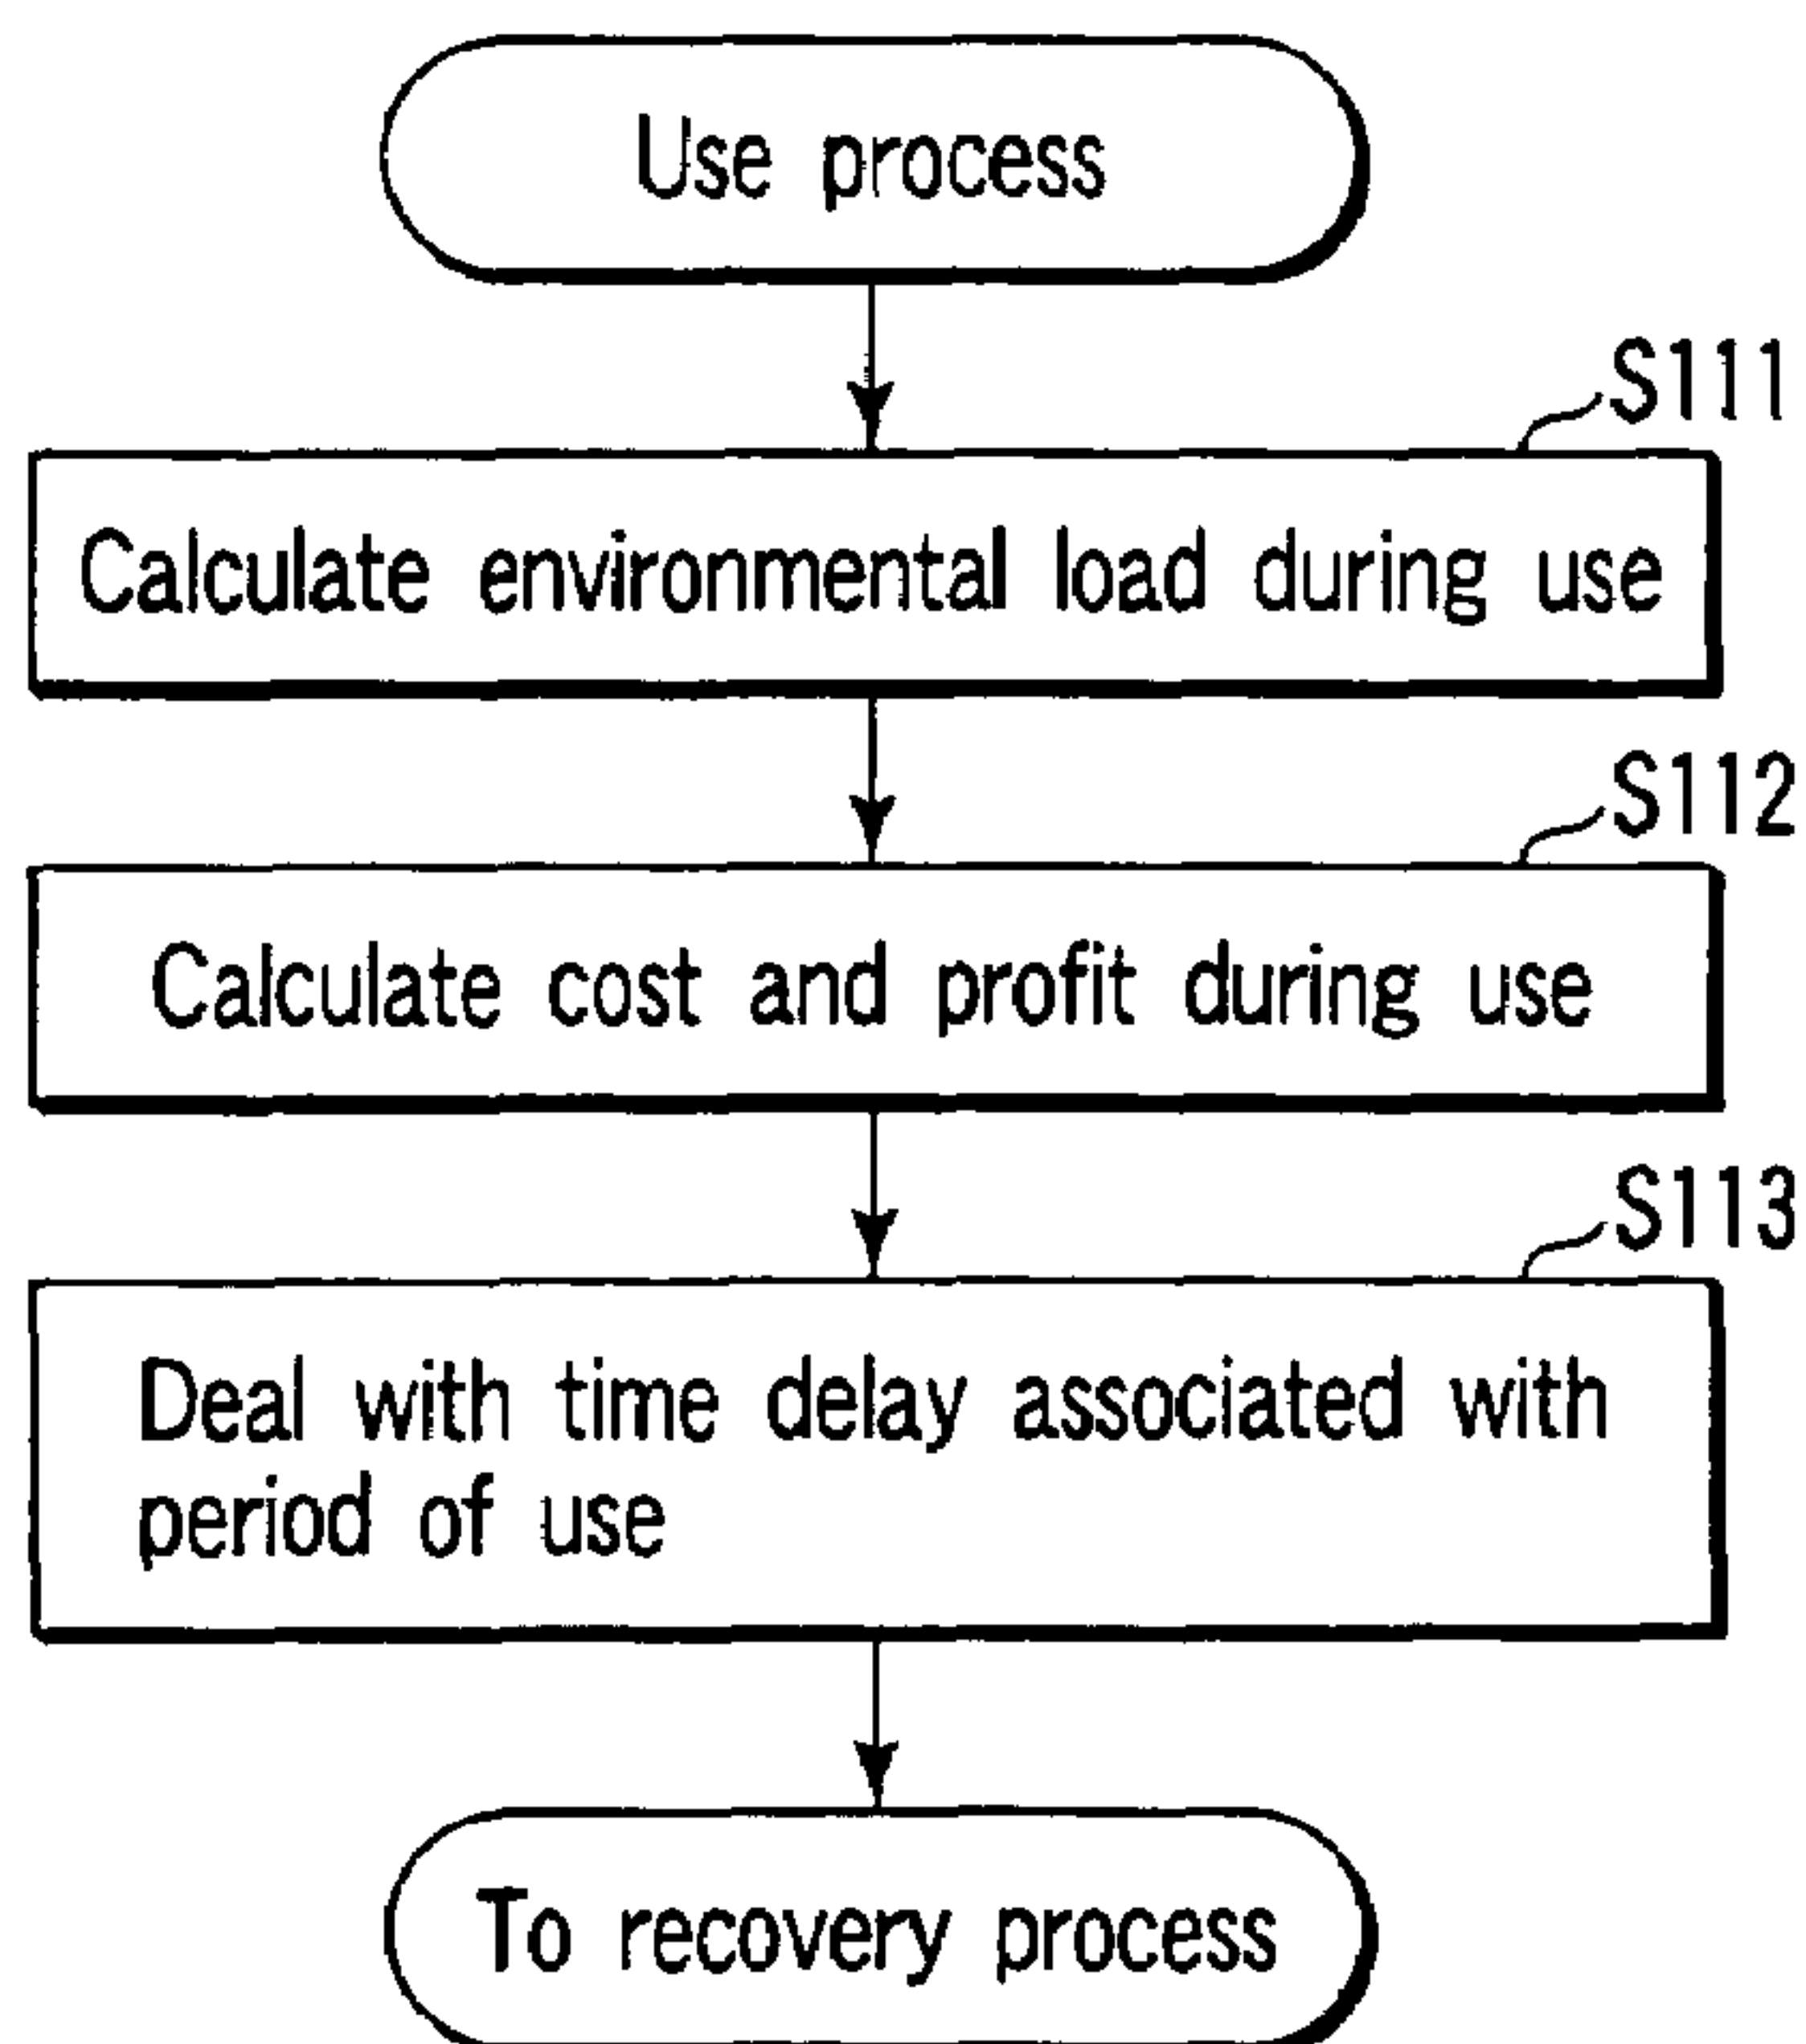 Use process
S111
Calculate environmental load during use
S112
Calculate cost and profit during use
S113
Deal with time delay associated with
period of use
To recovery process